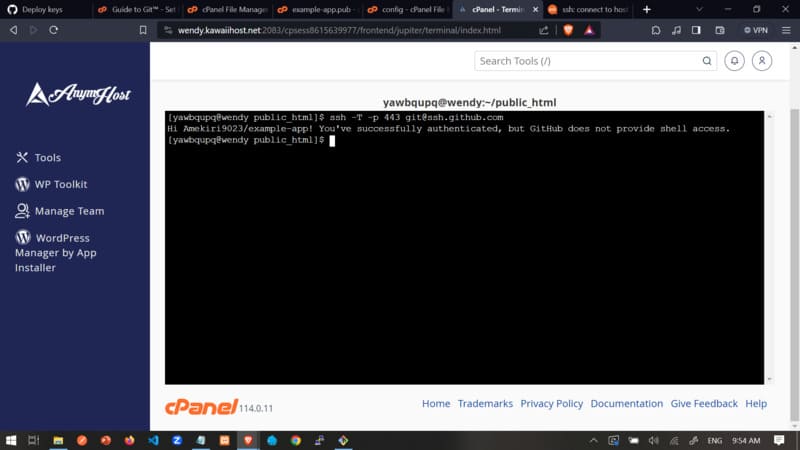 Deploy keys
Guide to Git™ - Set
cPanel File Manager
example-app.pub -
config - cPanel File
cPanel - Termin
ssh: connect to host
wendy.kawaiihost.net:2083/cpsess8615639977/frontend/jupiter/terminal/index.html
VPN
AnymHost
Tools
WP Toolkit
Manage Team
WordPress
Manager by App
Installer
Search Tools (/)
yawbqupq@wendy:~/public_html
[yawbqupq@wendy public_html]$ ssh -T -p 443 git@ssh.github.com
Hi Amekiri9023/example-app! You've successfully authenticated, but GitHub does not provide shell access.
[yawbqupq@wendy public_html]$
cPanel 114.0.11
Home Trademarks Privacy Policy Documentation Give Feedback Help
ENG 9:54 AM